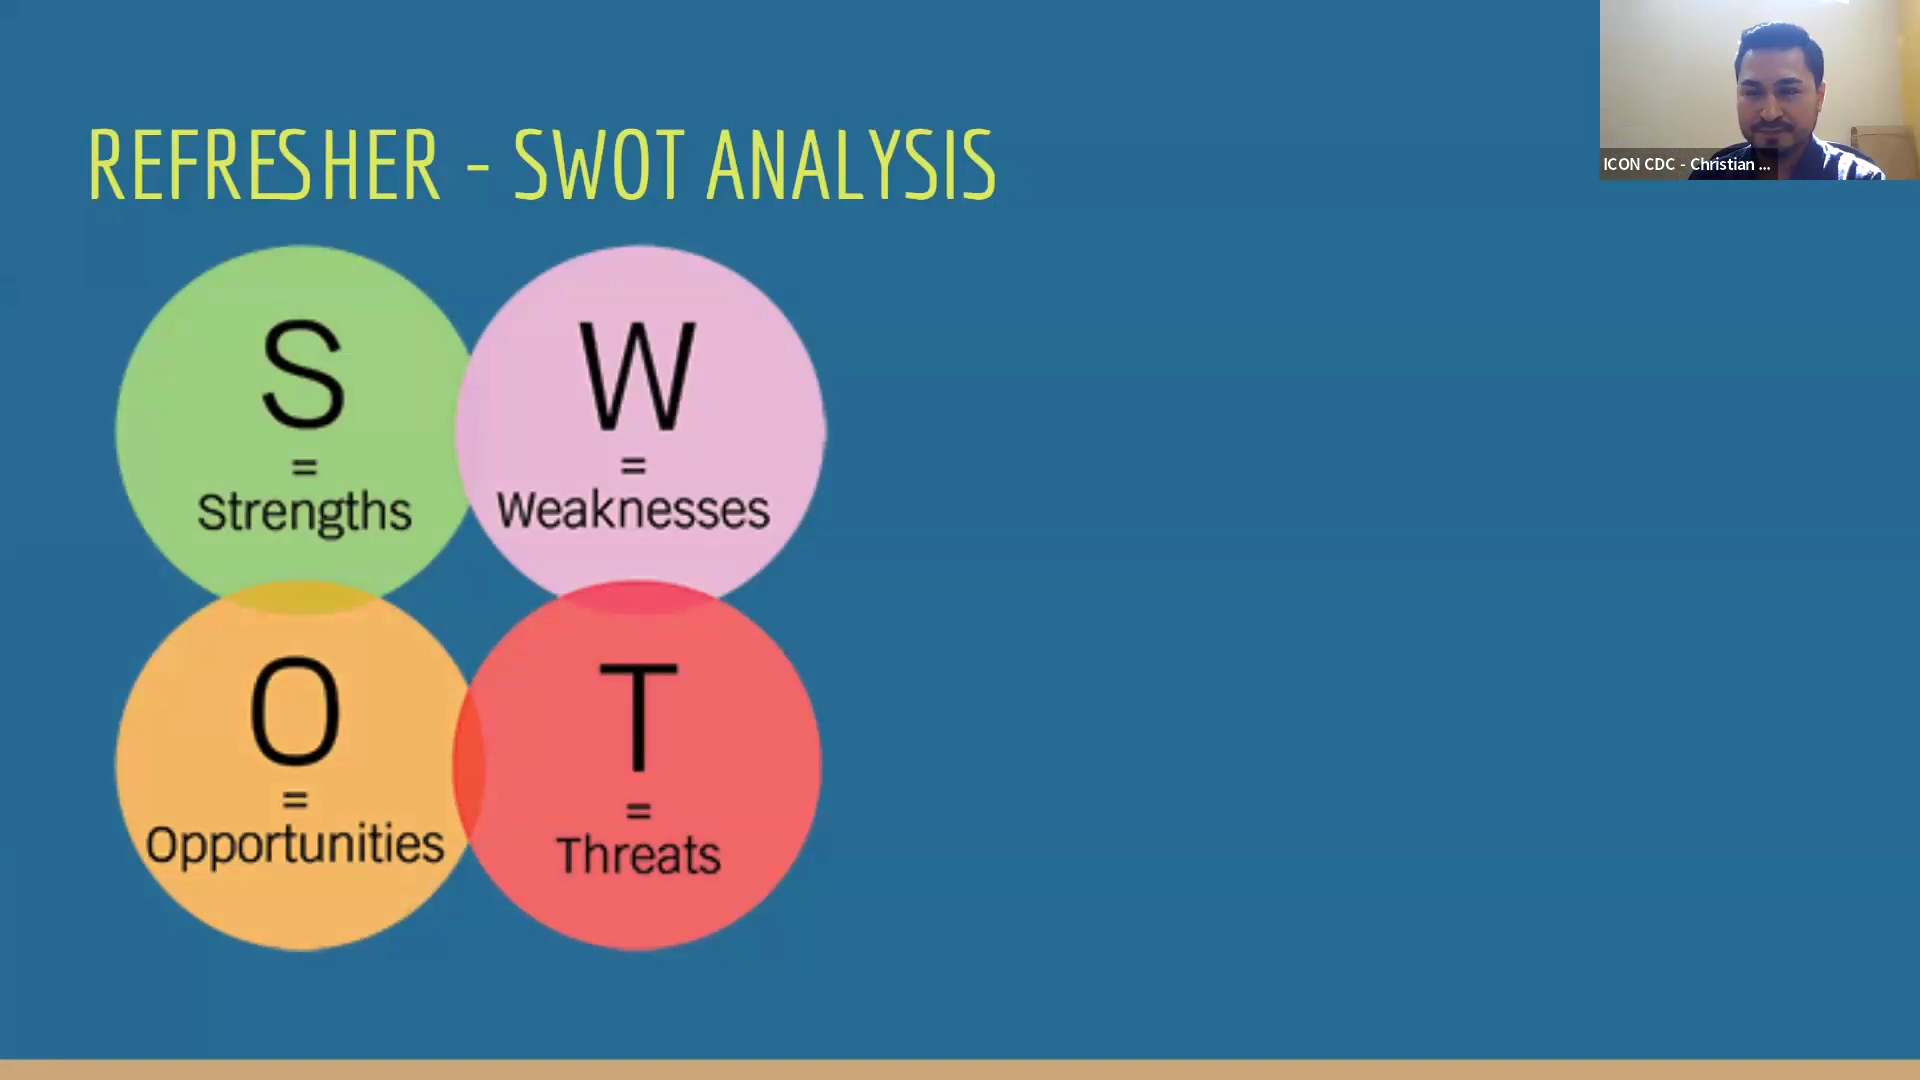 REFRESHER - SWOT ANALYSIS
ICON CDC - Christian ...
S
=
Strengths
W
=
Weaknesses
O
=
Opportunities
T
=
Threats